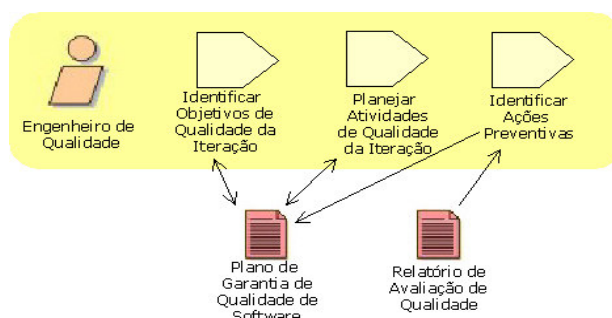 Engenheiro de
Qualidade
Identificar
Objetivos de
Qualidade da
Iteração
Planejar
Atividades
de Qualidade
da Iteração
Identificar
Ações
Preventivas
Plano de
Garantia de
Qualidade de
Software
Relatório de
Avaliação de
Qualidade